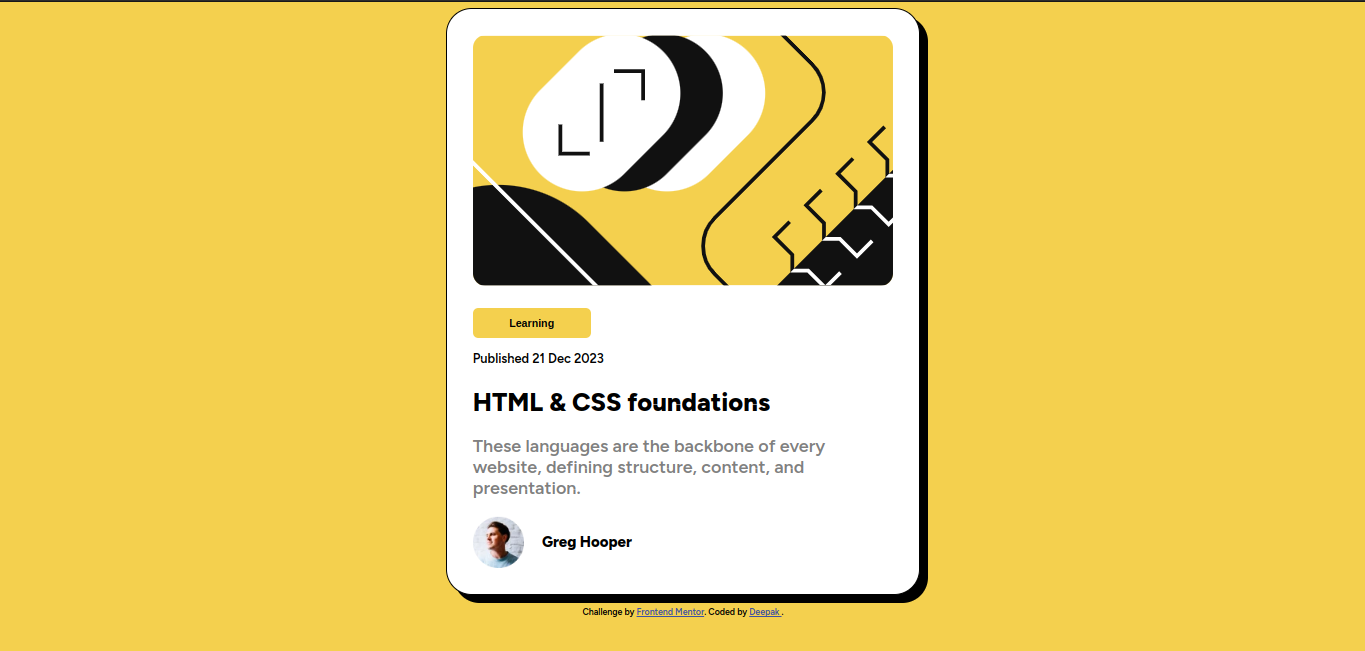 Learning
Published 21 Dec 2023
HTML & CSS foundations
These languages are the backbone of every
website, defining structure, content, and
presentation.
Greg Hooper
Challenge by Frontend Mentor. Coded by Deepak .